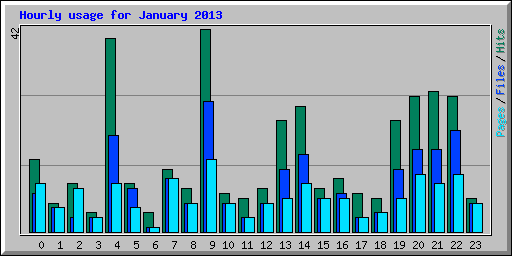 Hourly usage for January 2013
42
Pages / Files / Hits
0 1 2 3 4 5 6 7 8 9 10 11 12 13 14 15 16 17 18 19 20 21 22 23